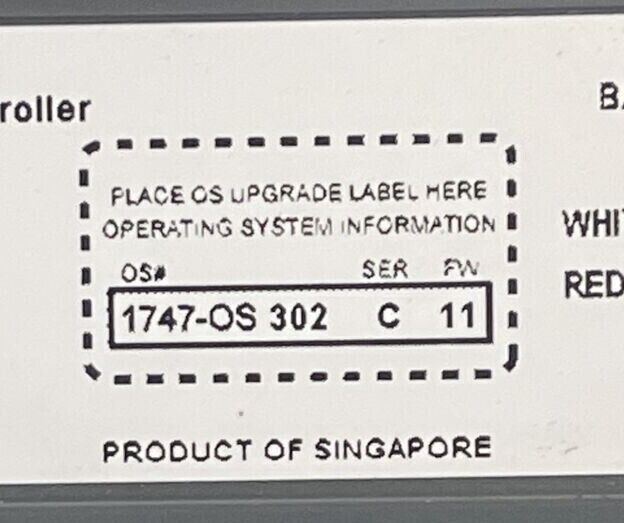 roller
PLACE OS UPGRADE LABEL HERE
OPERATING SYSTEM INFORMATION
OS# SER FW
1747-OS 302 C 11
PRODUCT OF SINGAPORE
RED